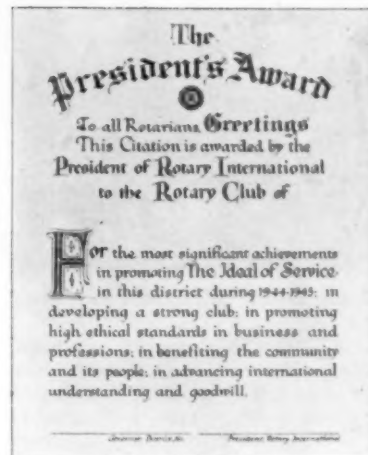 The
President's Award
To all Rotarians Greetings
This Citation is awarded by the
President of Rotary International
to the Rotary Club of
For the most significant achievements
in promoting The Ideal of Service
in this district during 1944-1945; in
developing a strong club; in promoting
high ethical standards in business and
professions; in benefiting the community
and its people; in advancing international
understanding and goodwill.
Governor District No. President Rotary International